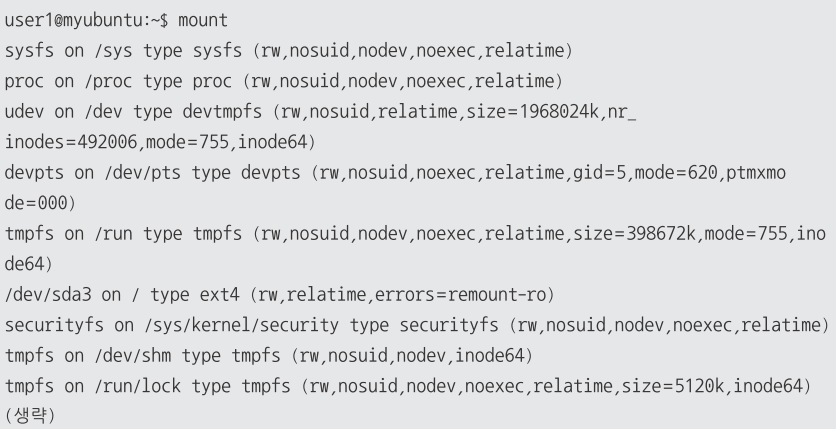 user1@myubuntu:~$ mount
sysfs on /sys type sysfs (rw,nosuid,nodev,noexec,relatime)
proc on /proc type proc (rw,nosuid,nodev,noexec,relatime)
udev on /dev type devtmpfs (rw,nosuid,relatime,size=1968024k,nr_
inodes=492006,mode=755,inode64)
devpts on /dev/pts type devpts (rw,nosuid,noexec,relatime,gid=5,mode=620,ptmxmo
de=000)
tmpfs on /run type tmpfs (rw,nosuid,nodev,noexec,relatime,size=398672k,mode=755,ino
de64)
/dev/sda3 on / type ext4 (rw,relatime,errors=remount-ro)
securityfs on /sys/kernel/security type securityfs (rw,nosuid,nodev,noexec,relatime)
tmpfs on /dev/shm type tmpfs (rw,nosuid,nodev,inode64)
tmpfs on /run/lock type tmpfs (rw,nosuid,nodev,noexec,relatime,size=5120k,inode64)
(생략)